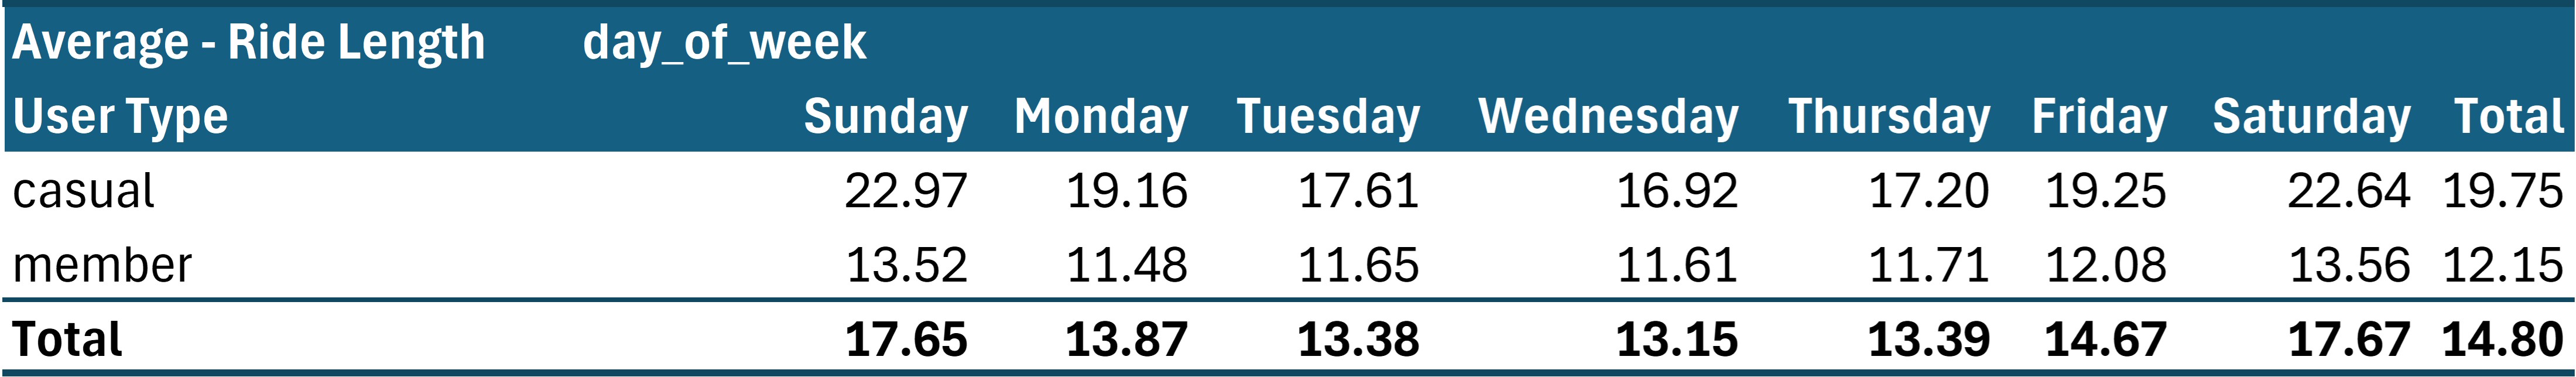 Average - Ride Length day_of_week
User Type Sunday Monday Tuesday Wednesday Thursday Friday Saturday Total
casual 22.97 19.16 17.61 16.92 17.20 19.25 22.64 19.75
member 13.52 11.48 11.65 11.61 11.71 12.08 13.56 12.15
Total 17.65 13.87 13.38 13.15 13.39 14.67 17.67 14.80